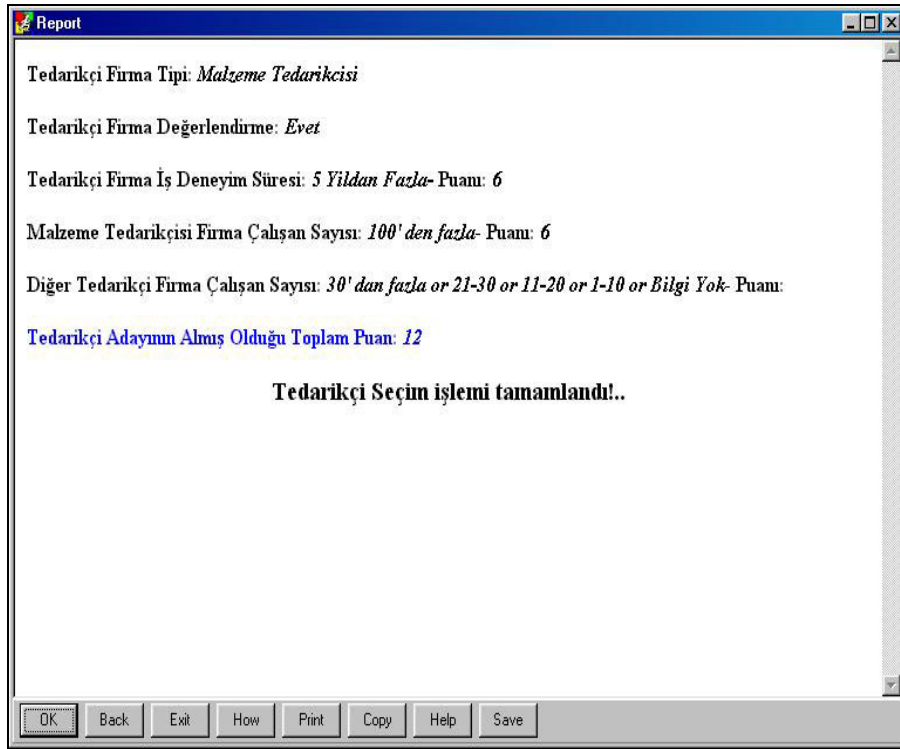 Report
Tedarikçi Firma Tipi: Malzeme Tedarikcisi
Tedarikçi Firma Değerlendirme: Evet
Tedarikçi Firma İş Deneyim Süresi: 5 Yildan Fazla- Puanı: 6
Malzeme Tedarikçisi Firma Çalışan Sayısı: 100' den fazla- Puanı: 6
Diğer Tedarikçi Firma Çalışan Sayısı: 30' dan fazla or 21-30 or 11-20 or 1-10 or Bilgi Yok- Puanı:
Tedarikçi Adayının Almış Olduğu Toplam Puan: 12
Tedarikçi Seçim işlemi tamamlandı!..
OK Back Exit How Print Copy Help Save